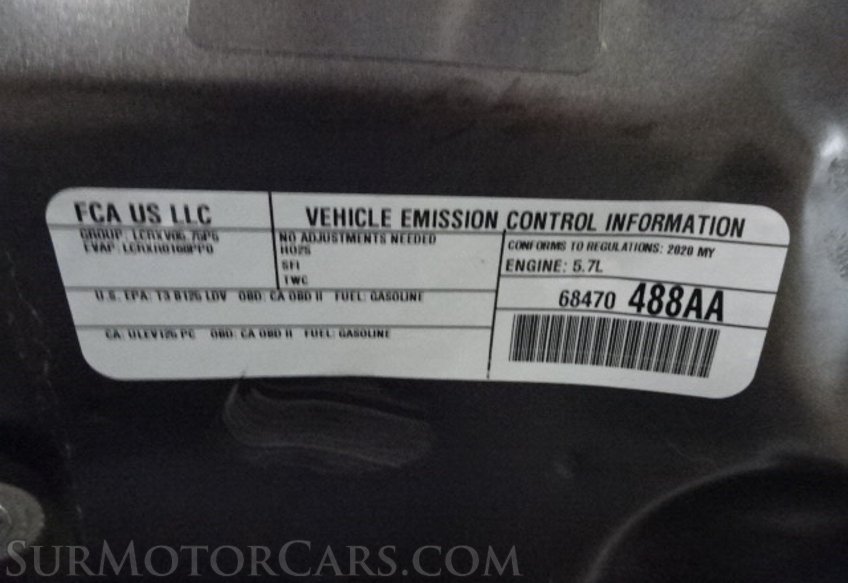 FCA US LLC
VEHICLE EMISSION CONTROL INFORMATION
GROUP: LCRXV05.7SP5
EVAP: LCRXR0160PP0
NO ADJUSTMENTS NEEDED
HO2S
SFI
TWC
CONFORMS TO REGULATIONS: 2020 MY
ENGINE: 5.7L
U.S. EPA: T3 B125 LDV OBD: CA OBD II FUEL: GASOLINE
68470 488AA
CA: ULEV125 PC OBD: CA OBD II FUEL: GASOLINE
SURMOTORCARS.COM